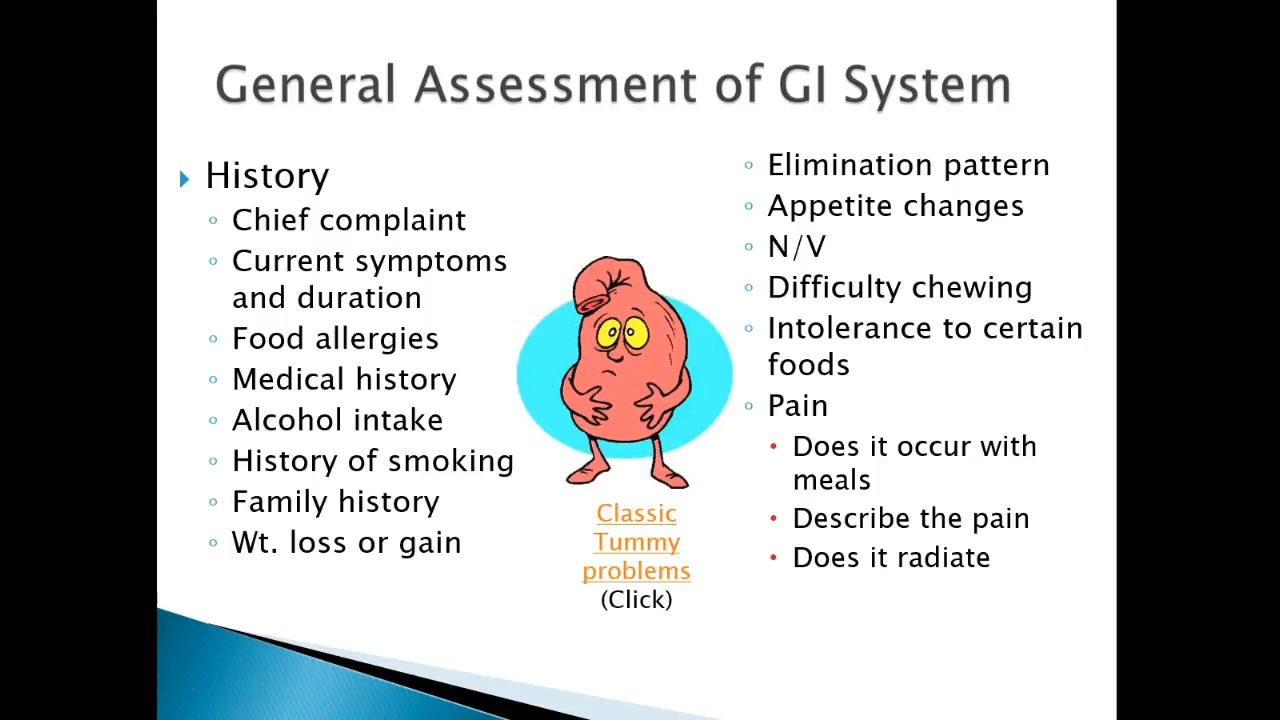 General Assessment of GI System
History
Chief complaint
Current symptoms
and duration
Food allergies
Medical history
Alcohol intake
History of smoking
Family history
Wt. loss or gain
Classic
Tummy
problems
(Click)
Elimination pattern
Appetite changes
N/V
Difficulty chewing
Intolerance to certain
foods
Pain
Does it occur with
meals
Describe the pain
Does it radiate